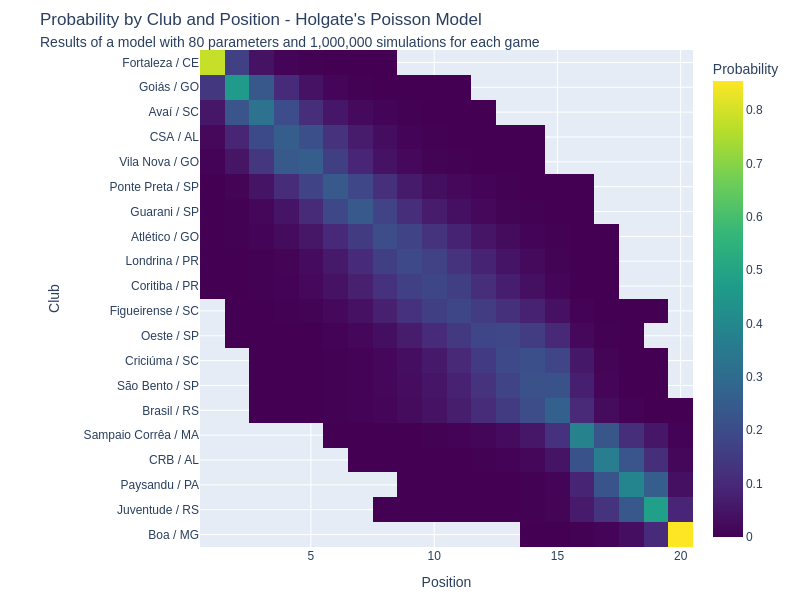 Probability by Club and Position - Holgate's Poisson Model
Results of a model with 80 parameters and 1,000,000 simulations for each game
Probability
Fortaleza / CE
Goiás / GO
Avaí / SC
CSA / AL
Vila Nova / GO
Ponte Preta / SP
Guarani / SP
Atlético / GO
Londrina / PR
Coritiba / PR
Figueirense / SC
Oeste / SP
Criciúma / SC
São Bento / SP
Brasil / RS
Sampaio Corrêa / MA
CRB / AL
Paysandu / PA
Juventude / RS
Boa / MG
Club
5 10 15 20
Position
0.8
0.7
0.6
0.5
0.4
0.3
0.2
0.1
0